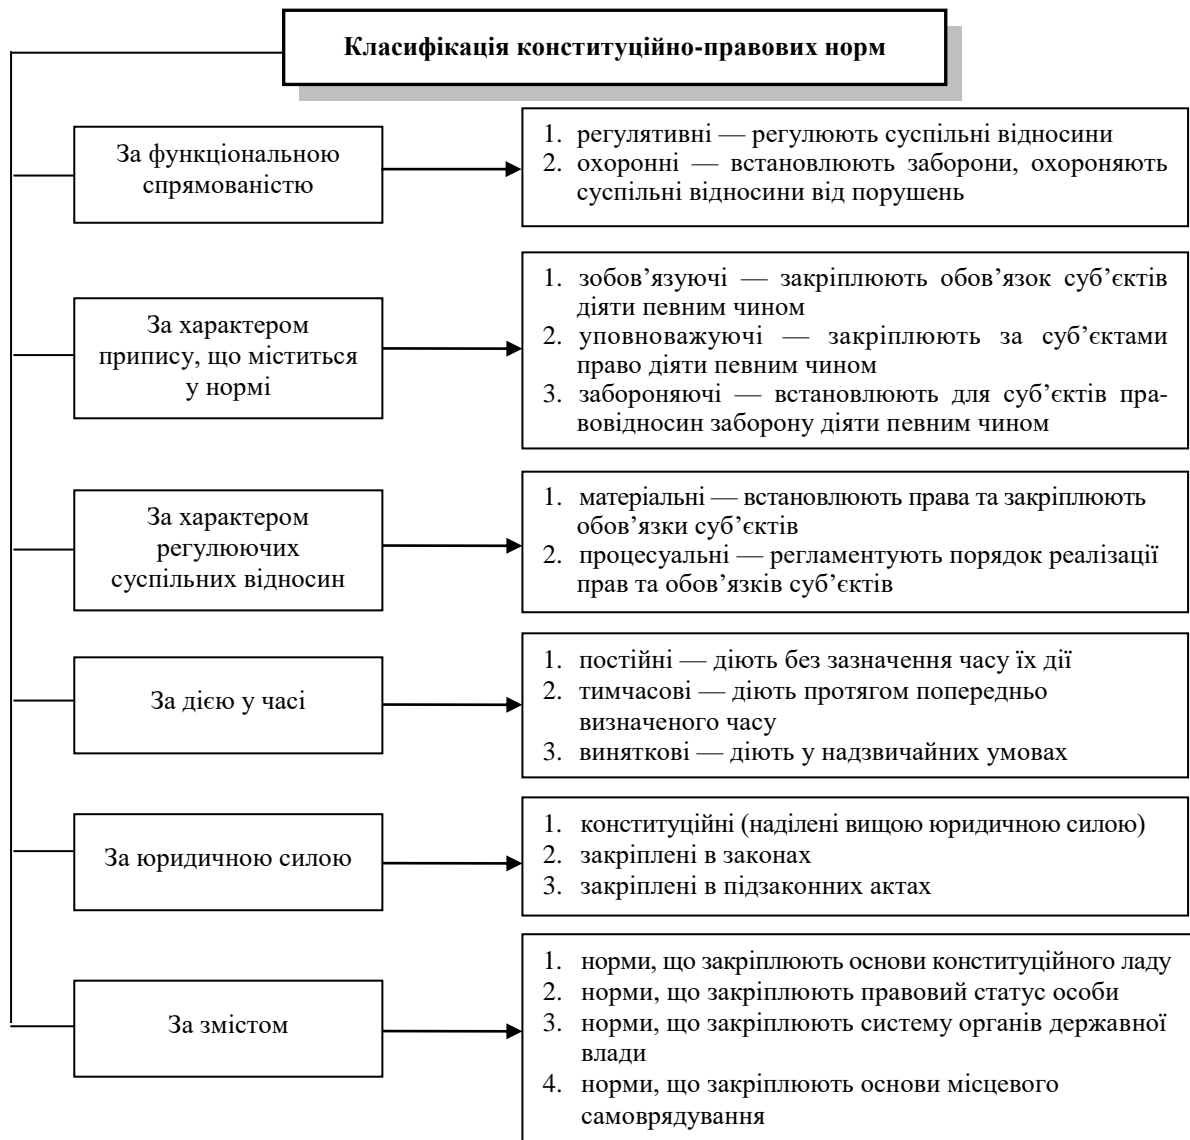 Класифікація конституційно-правових норм
За функціональною
спрямованістю
1. регулятивні — регулюють суспільні відносини
2. охоронні — встановлюють заборони, охороняють
суспільні відносини від порушень
За характером
припису, що міститься
у нормі
1. зобов’язуючі — закріплюють обов’язок суб’єктів
діяти певним чином
2. уповноважуючі — закріплюють за суб’єктами
право діяти певним чином
3. забороняючі — встановлюють для суб’єктів пра-
вовідносин заборону діяти певним чином
За характером
регулюючих
суспільних відносин
1. матеріальні — встановлюють права та закріплюють
обов’язки суб’єктів
2. процесуальні — регламентують порядок реалізації
прав та обов’язків суб’єктів
За дією у часі
1. постійні — діють без зазначення часу їх дії
2. тимчасові — діють протягом попередньо
визначеного часу
3. виняткові — діють у надзвичайних умовах
За юридичною силою
1. конституційні (наділені вищою юридичною силою)
2. закріплені в законах
3. закріплені в підзаконних актах
За змістом
1. норми, що закріплюють основи конституційного ладу
2. норми, що закріплюють правовий статус особи
3. норми, що закріплюють систему органів державної
влади
4. норми, що закріплюють основи місцевого
самоврядування